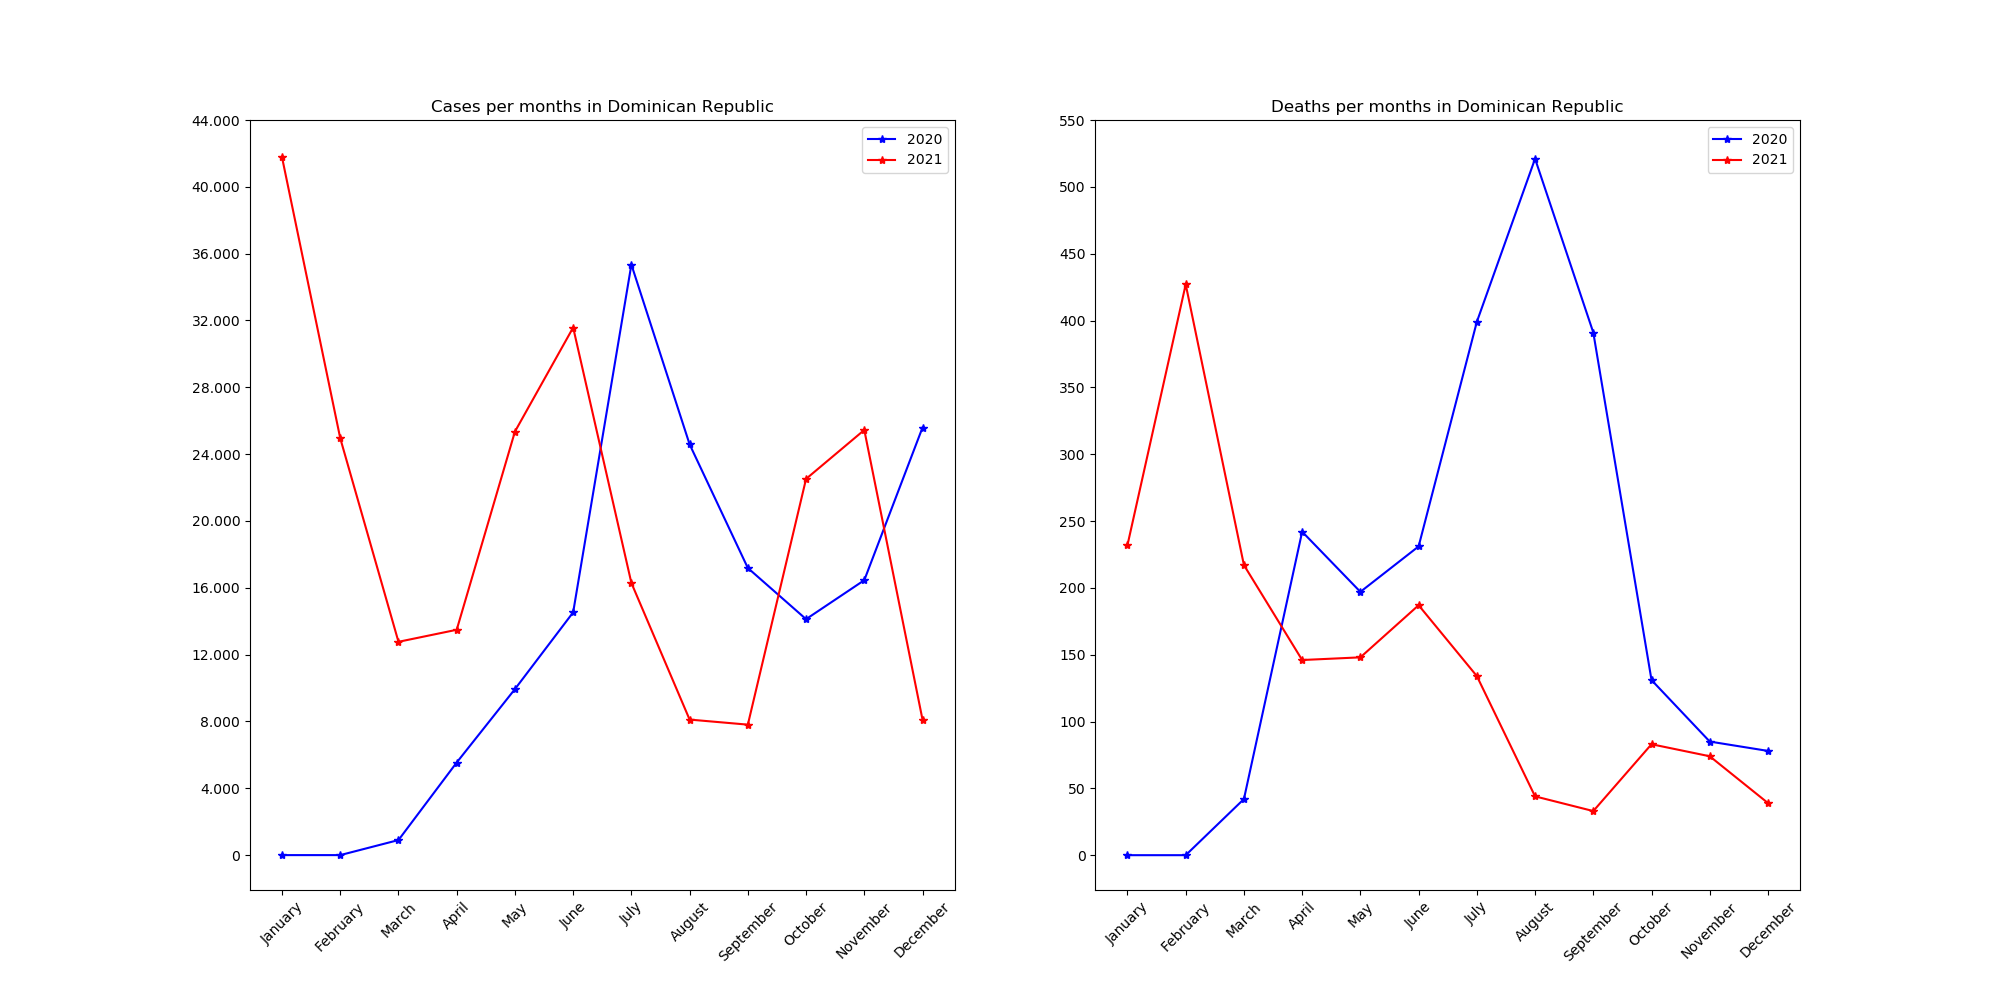 Cases per months in Dominican Republic
44.000
40.000
36.000
32.000
28.000
24.000
20.000
16.000
12.000
8.000
4.000
0
2020
2021
January
February
March
April
May
June
July
August
September
October
November
December
Deaths per months in Dominican Republic
550
500
450
400
350
300
250
200
150
100
50
0
2020
2021
January
February
March
April
May
June
July
August
September
October
November
December